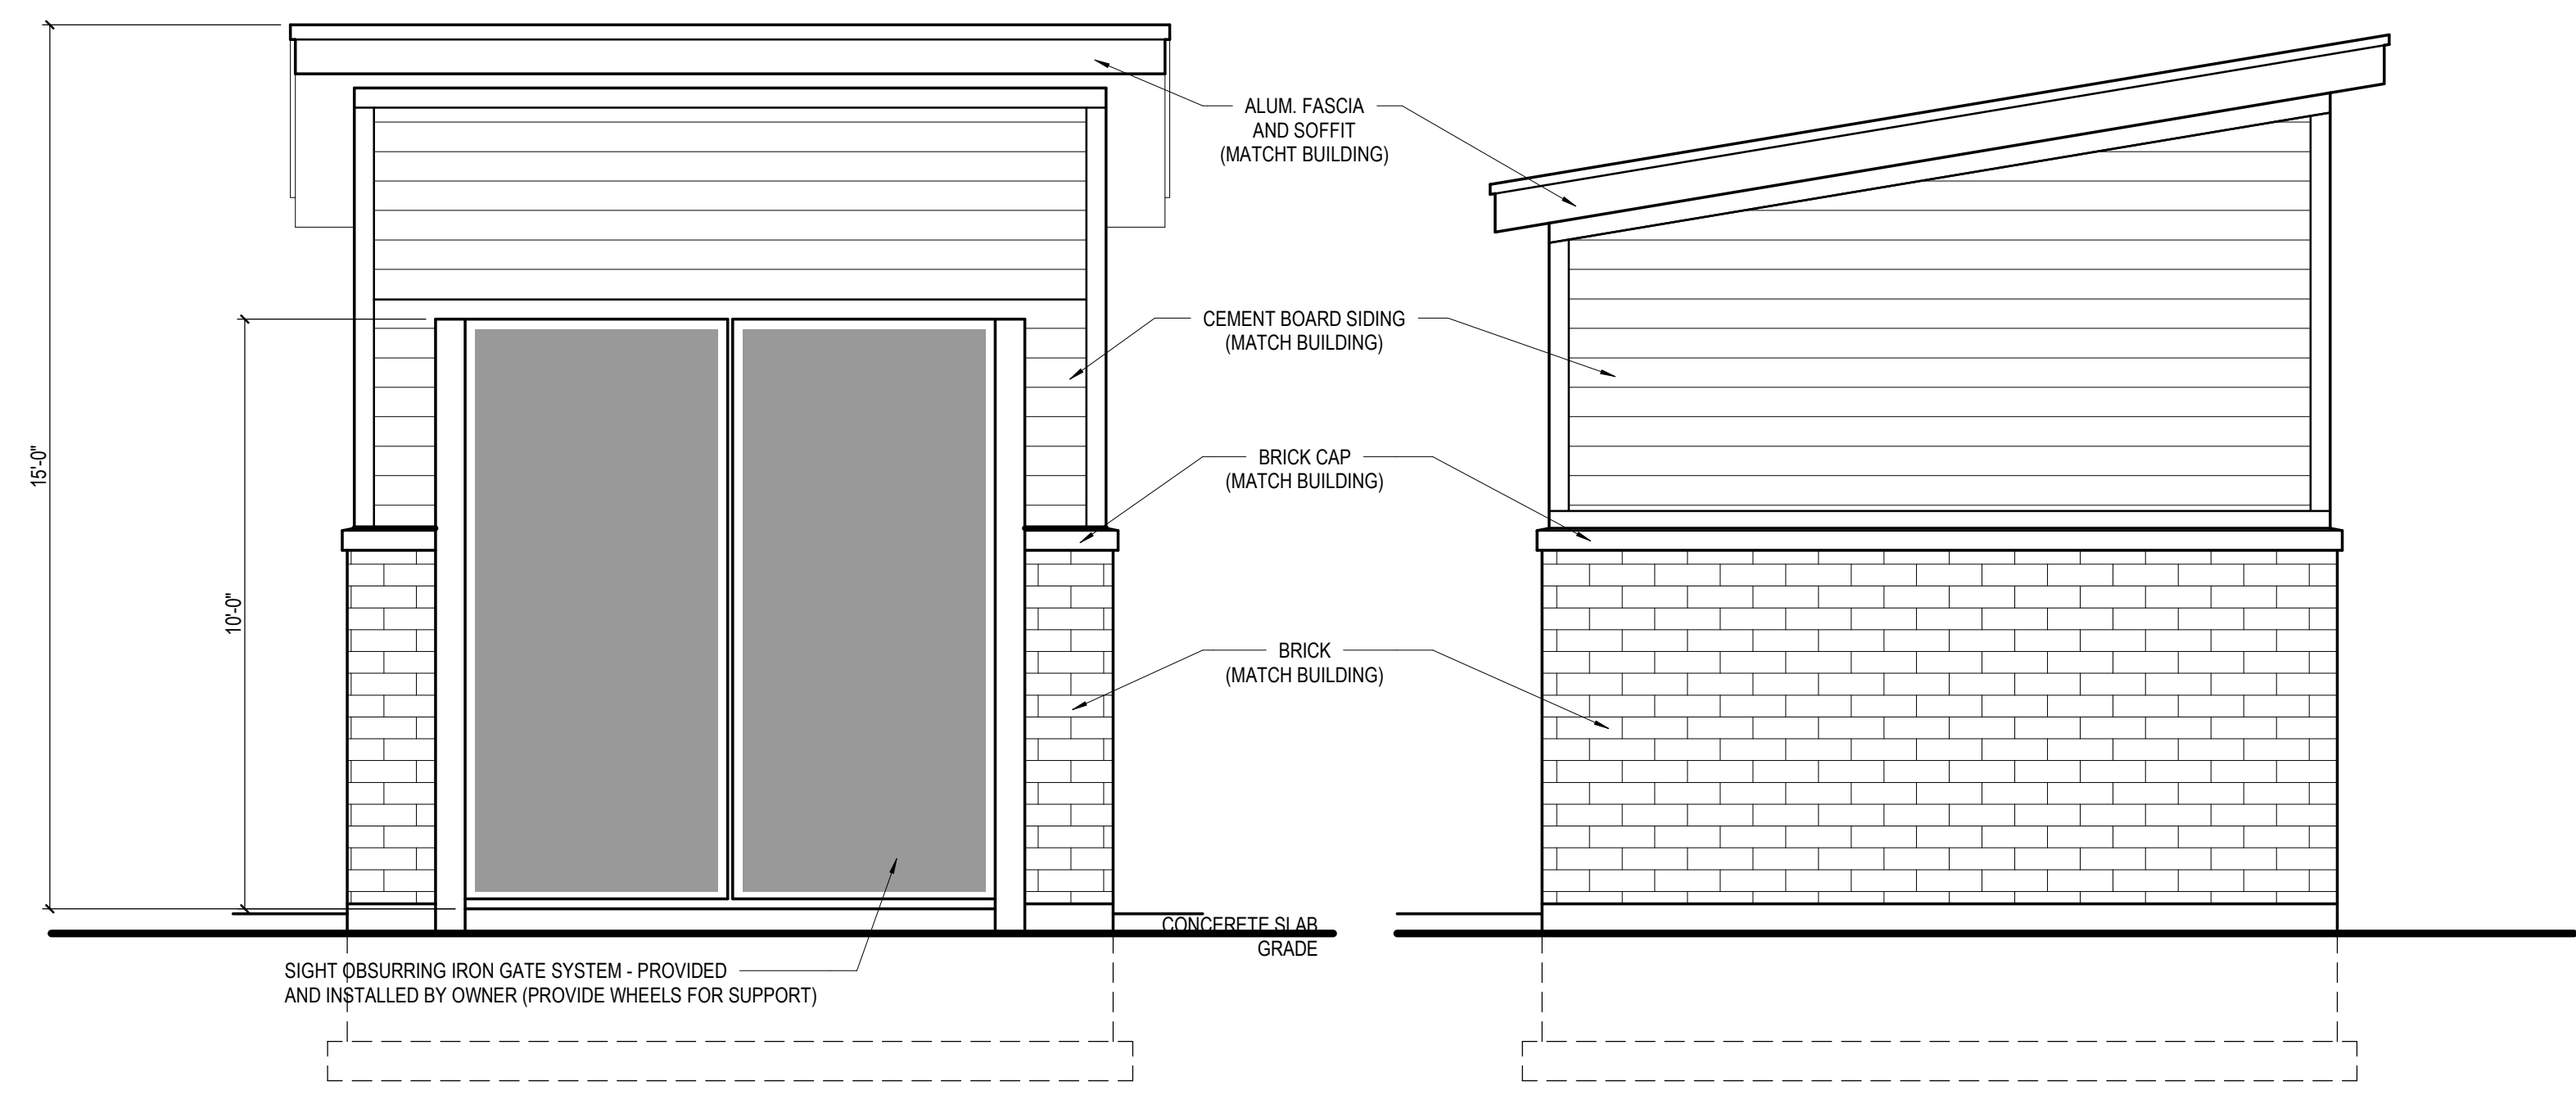 ALUM. FASCIA
AND SOFFIT
(MATCHT BUILDING)
CEMENT BOARD SIDING
(MATCH BUILDING)
BRICK CAP
(MATCH BUILDING)
15'-0"
10'-0"
BRICK
(MATCH BUILDING)
CONCERETE SLAB
GRADE
SIGHT OBSURRING IRON GATE SYSTEM - PROVIDED
AND INSTALLED BY OWNER (PROVIDE WHEELS FOR SUPPORT)